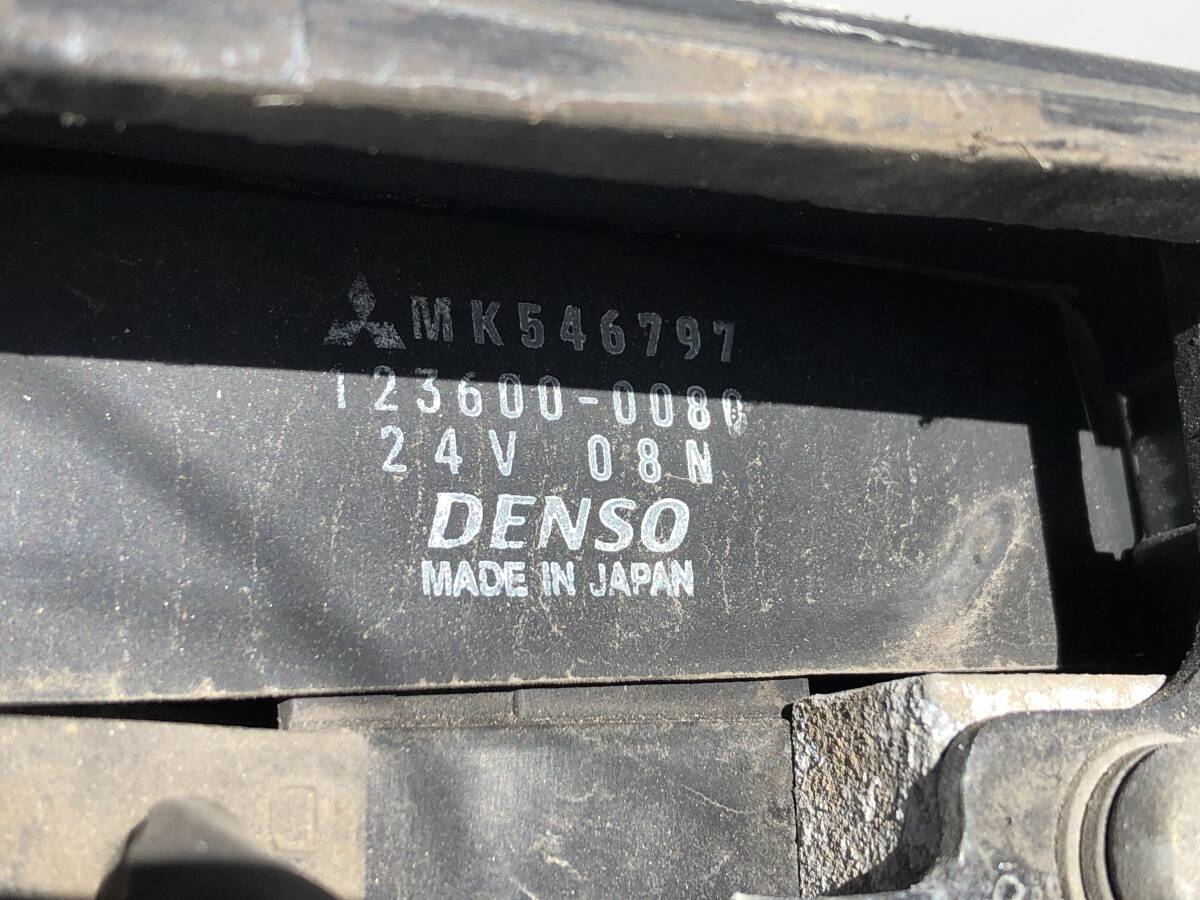 MK546797
123600-0080
24V 08N
DENSO
MADE IN JAPAN